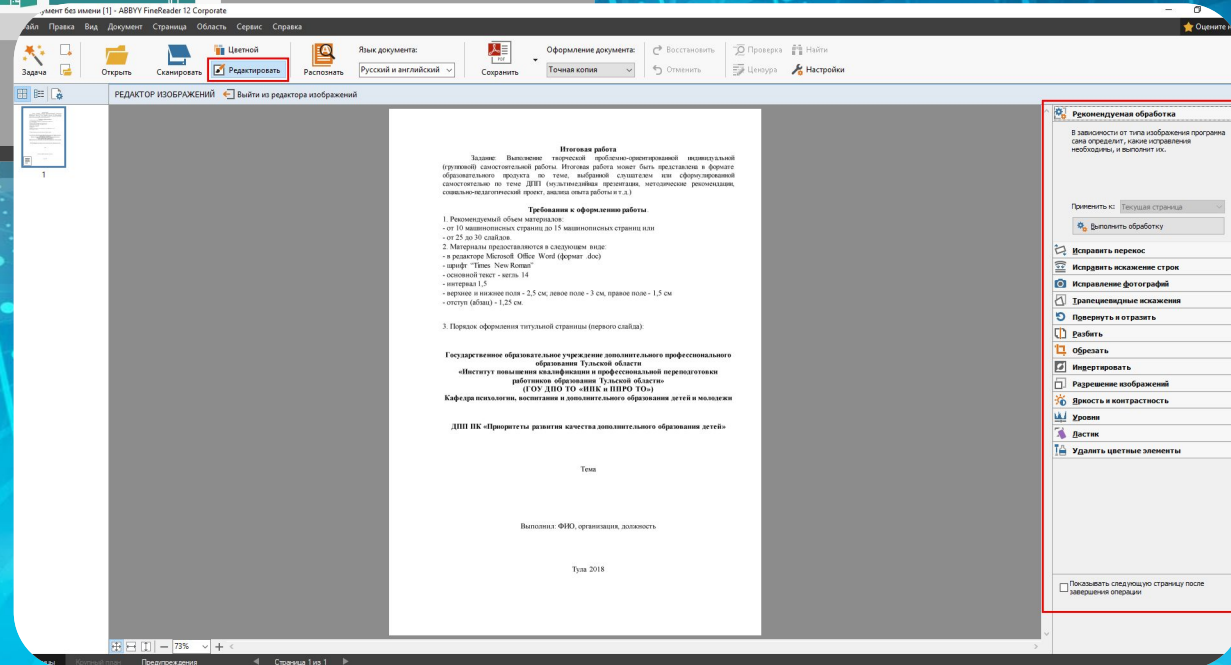 мент без имени [1] - ABBYY FineReader 12 Corporate
Правка Вид Документ Страница Область Сервис Справка
Оцените
Задача
Открыть
Сканировать
Цветной
Редактировать
Распознать
Язык документа:
Русский и английский
Сохранить
Оформление документа:
Точная копия
Восстановить
Отменить
Проверка
Цензура
Найти
Настройки
РЕДАКТОР ИЗОБРАЖЕНИЙ Выйти из редактора изображений
1
Итоговая работа
Задание: Выполнение творческой проблемно-ориентированной индивидуальной
(групповой) самостоятельной работы. Итоговая работа может быть представлена в формате
образовательного продукта по теме, выбранной слушателем или сформулированной
самостоятельно по теме ДПП (мультимедийная презентация, методические рекомендации,
социально-педагогический проект, анализа опыта работы и т.д.)
Требования к оформлению работы.
1. Рекомендуемый объем материалов:
- от 10 машинописных страниц до 15 машинописных страниц или
- от 25 до 30 слайдов.
2. Материалы предоставляются в следующем виде:
- в редакторе Microsoft Office Word (формат .doc)
- шрифт “Times New Roman”
- основной текст - кегль 14
- интервал 1,5
- верхнее и нижнее поля - 2,5 см; левое поле - 3 см, правое поле - 1,5 см
- отступ (абзац) - 1,25 см.
3. Порядок оформления титульной страницы (первого слайда):
Государственное образовательное учреждение дополнительного профессионального
образования Тульской области
«Институт повышения квалификации и профессиональной переподготовки
работников образования Тульской области»
(ГОУ ДПО ТО «ИПК и ППРО ТО»)
Кафедра психологии, воспитания и дополнительного образования детей и молодежи
ДПП ПК «Приоритеты развития качества дополнительного образования детей»
Тема
Выполнил: ФИО, организация, должность
Тула 2018
Рекомендуемая обработка
В зависимости от типа изображения программа
сама определит, какие исправления
необходимы, и выполнит их.
Применить к: Текущая страница
Выполнить обработку
Исправить перекос
Исправить искажение строк
Исправление фотографий
Трапециевидные искажения
Повернуть и отразить
Разбить
Обрезать
Инвертировать
Разрешение изображений
Яркость и контрастность
Уровни
Ластик
Удалить цветные элементы
Показывать следующую страницу после
завершения операции
73%
Крупный план Предупреждения Страница 1 из 1